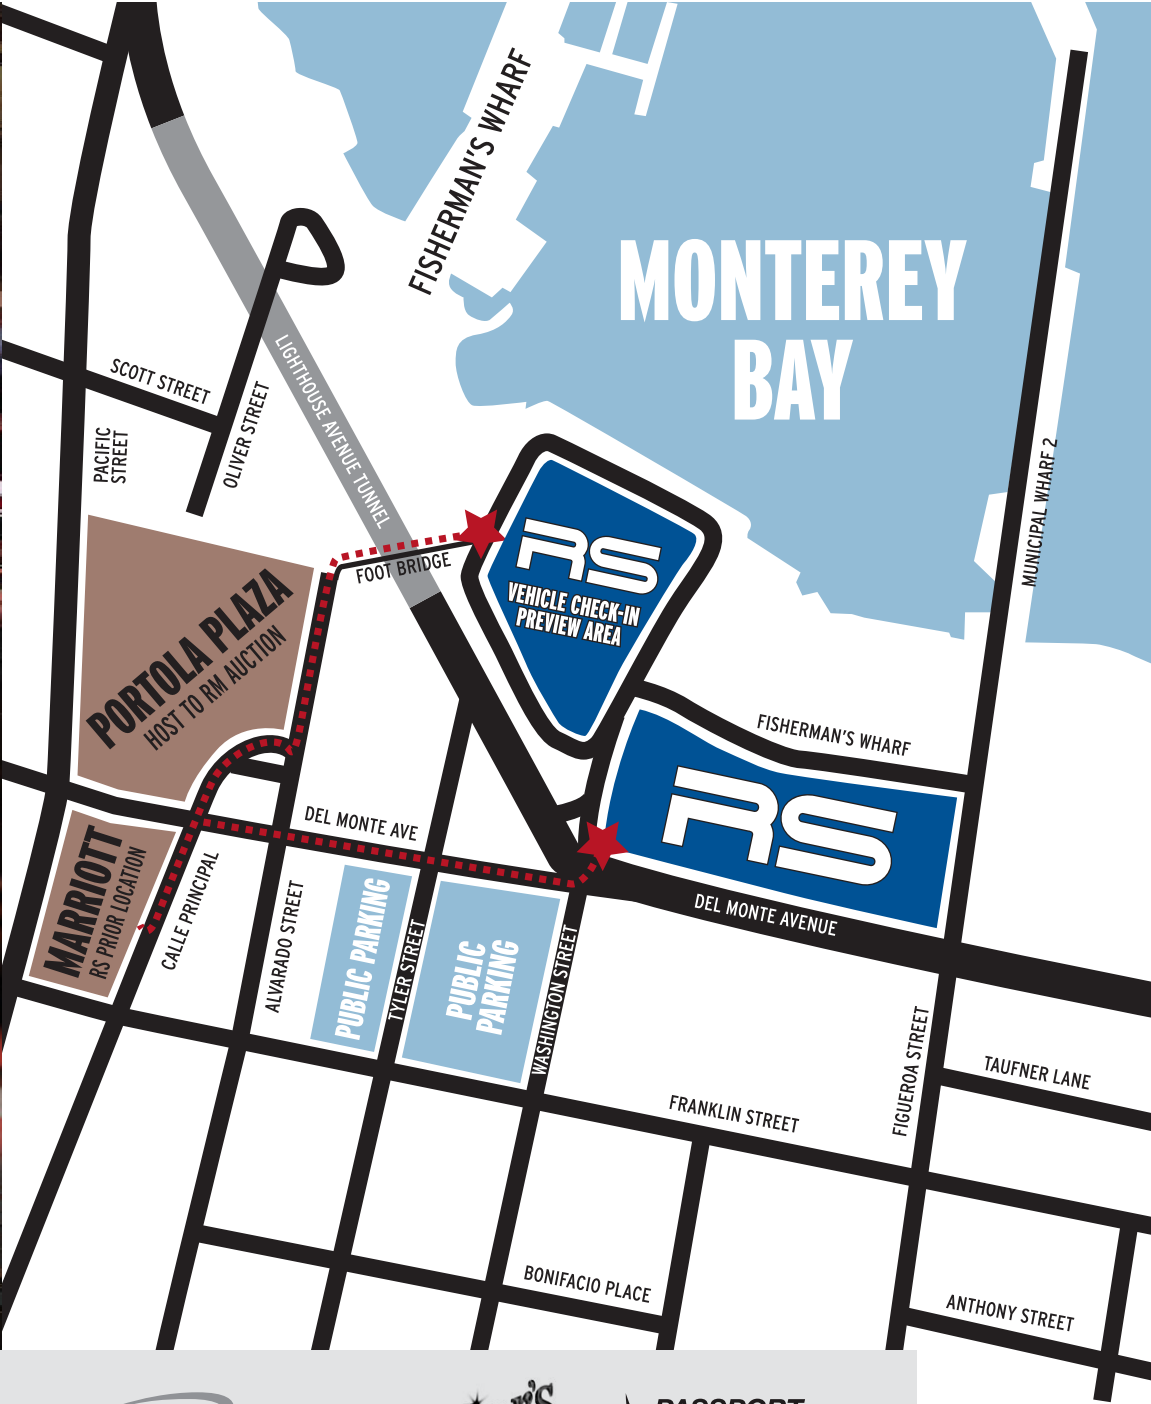 FISHERMAN'S WHARF
MONTEREY
BAY
LIGHTHOUSE AVENUE TUNNEL
SCOTT STREET
OLIVER STREET
PACIFIC
STREET
MUNICIPAL WHARF 2
RS
VEHICLE CHECK-IN
PREVIEW AREA
FOOT BRIDGE
PORTOLA PLAZA
HOST TO RM AUCTION
FISHERMAN'S WHARF
RS
DEL MONTE AVE
DEL MONTE AVENUE
MARRIOTT
RS PRIOR LOCATION
CALLE PRINCIPAL
ALVARADO STREET
PUBLIC PARKING
TYLER STREET
PUBLIC
PARKING
WASHINGTON STREET
FIGUEROA STREET
TAUFNER LANE
FRANKLIN STREET
BONIFACIO PLACE
ANTHONY STREET
PASSPORT